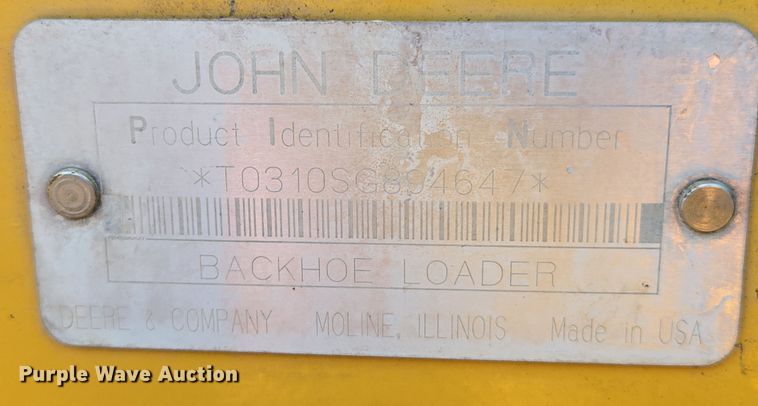 JOHN DEERE
Product Identification Number
*T0310SG894647*
BACKHOE LOADER
DEERE & COMPANY MOLINE, ILLINOIS Made in USA
Purple Wave Auction